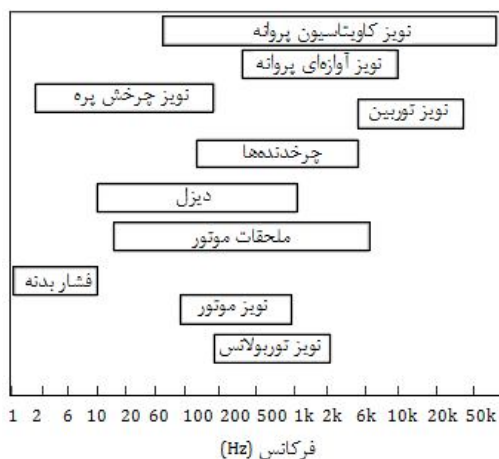 نویز کاویتاسیون پروانه
نویز آوازه‌ای پروانه
نویز چرخش پره
نویز توربین
چرخدنده‌ها
دیزل
ملحقات موتور
فشار بدنه
نویز موتور
نویز توربولانس
1 2 6 10 20 60 100 200 500 1k 2k 6k 10k 20k 50k
فرکانس (Hz)